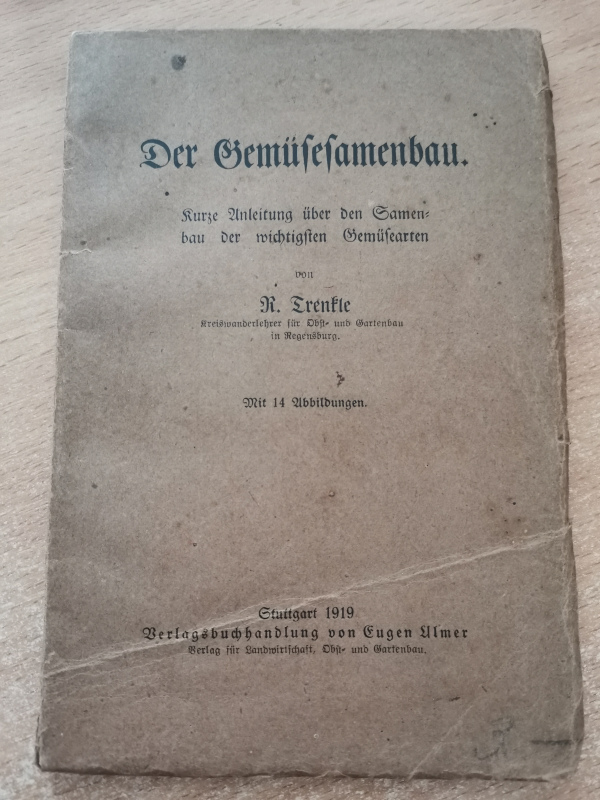 Der Gemüſeſamenbau.
Kurze Anleitung über den Samen-
bau der wichtigſten Gemüſearten
von
R. Trenkle
Kreiswanderlehrer für Obſt- und Gartenbau
in Regensburg.
Mit 14 Abbildungen.
Stuttgart 1919
Verlagsbuchhandlung von Eugen Ulmer
Verlag für Landwirtſchaft, Obſt- und Gartenbau.